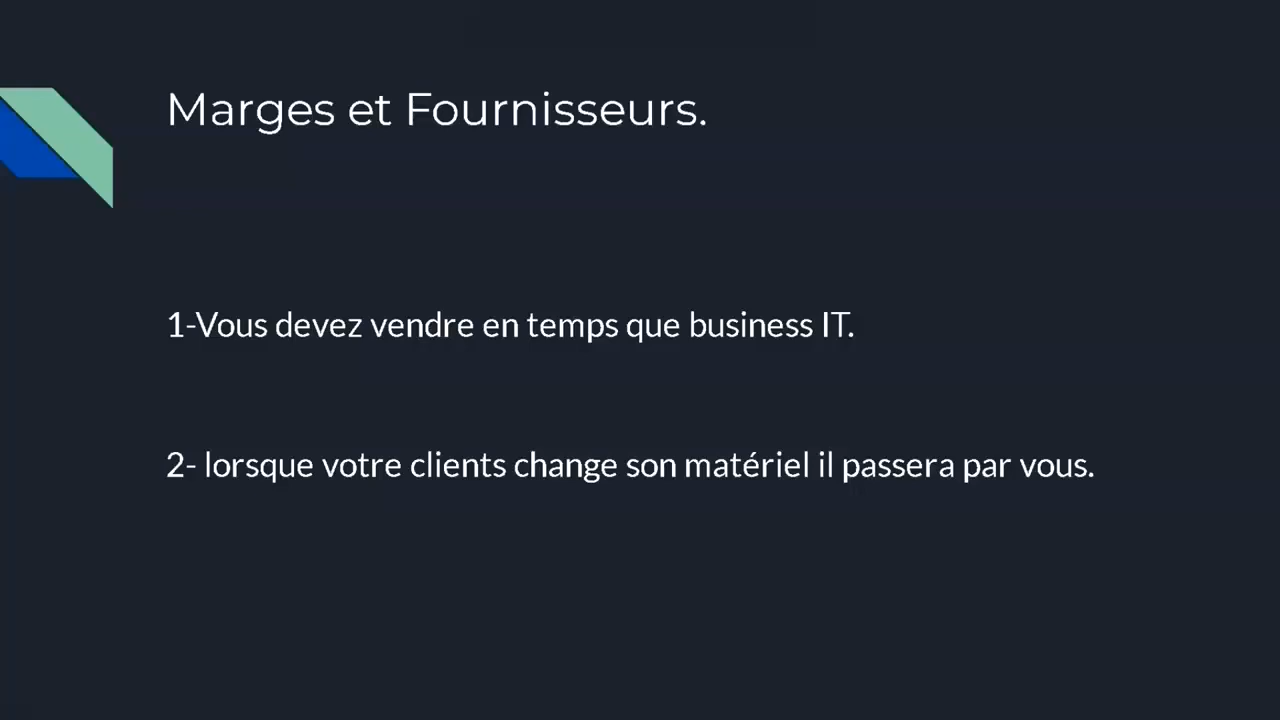 Marges et Fournisseurs.
1-Vous devez vendre en temps que business IT.
2- lorsque votre clients change son matériel il passera par vous.